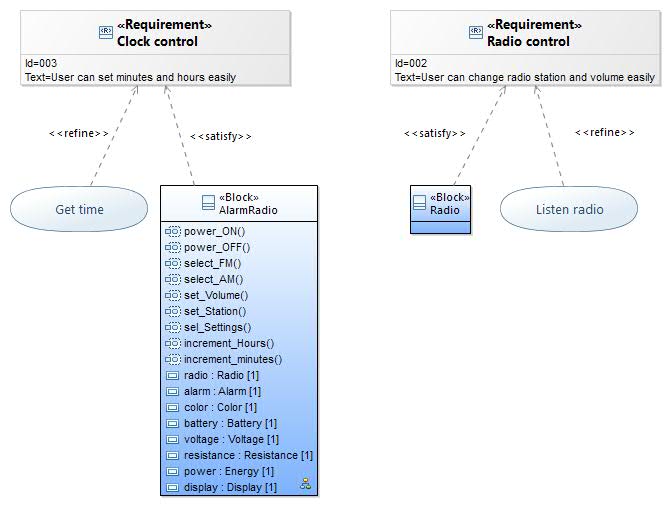 «Requirement»
Clock control
Id=003
Text=User can set minutes and hours easily
«Requirement»
Radio control
Id=002
Text=User can change radio station and volume easily
<<refine>>
<<satisfy>>
<<satisfy>>
<<refine>>
Get time
«Block»
AlarmRadio
power_ON()
power_OFF()
select_FM()
select_AM()
set_Volume()
set_Station()
sel_Settings()
increment_Hours()
increment_minutes()
radio : Radio [1]
alarm : Alarm [1]
color : Color [1]
battery : Battery [1]
voltage : Voltage [1]
resistance : Resistance [1]
power : Energy [1]
display : Display [1]
«Block»
Radio
Listen radio